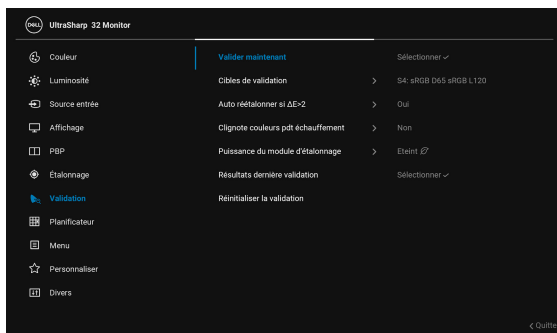 DELL UltraSharp 32 Monitor
Couleur
Luminosité
Source entrée
Affichage
PBP
Étalonnage
Validation
Planificateur
Menu
Personnaliser
Divers
Valider maintenant Sélectionner
Cibles de validation S4: sRGB D65 sRGB L120
Auto réétalonner si ΔE>2 Oui
Clignote couleurs pdt échauffement Non
Puissance du module d'étalonnage Eteint
Résultats dernière validation Sélectionner
Réinitialiser la validation
Quitte